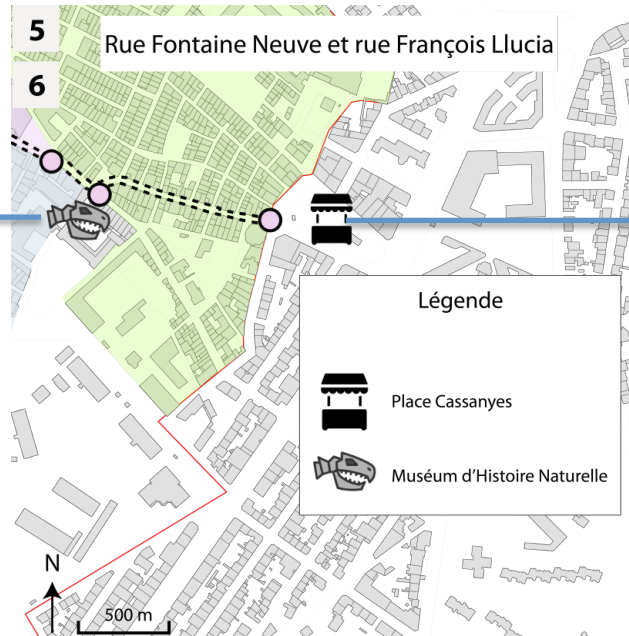 5
Rue Fontaine Neuve et rue François Llucia
6
Légende
Place Cassanyes
Muséum d'Histoire Naturelle
N
500 m